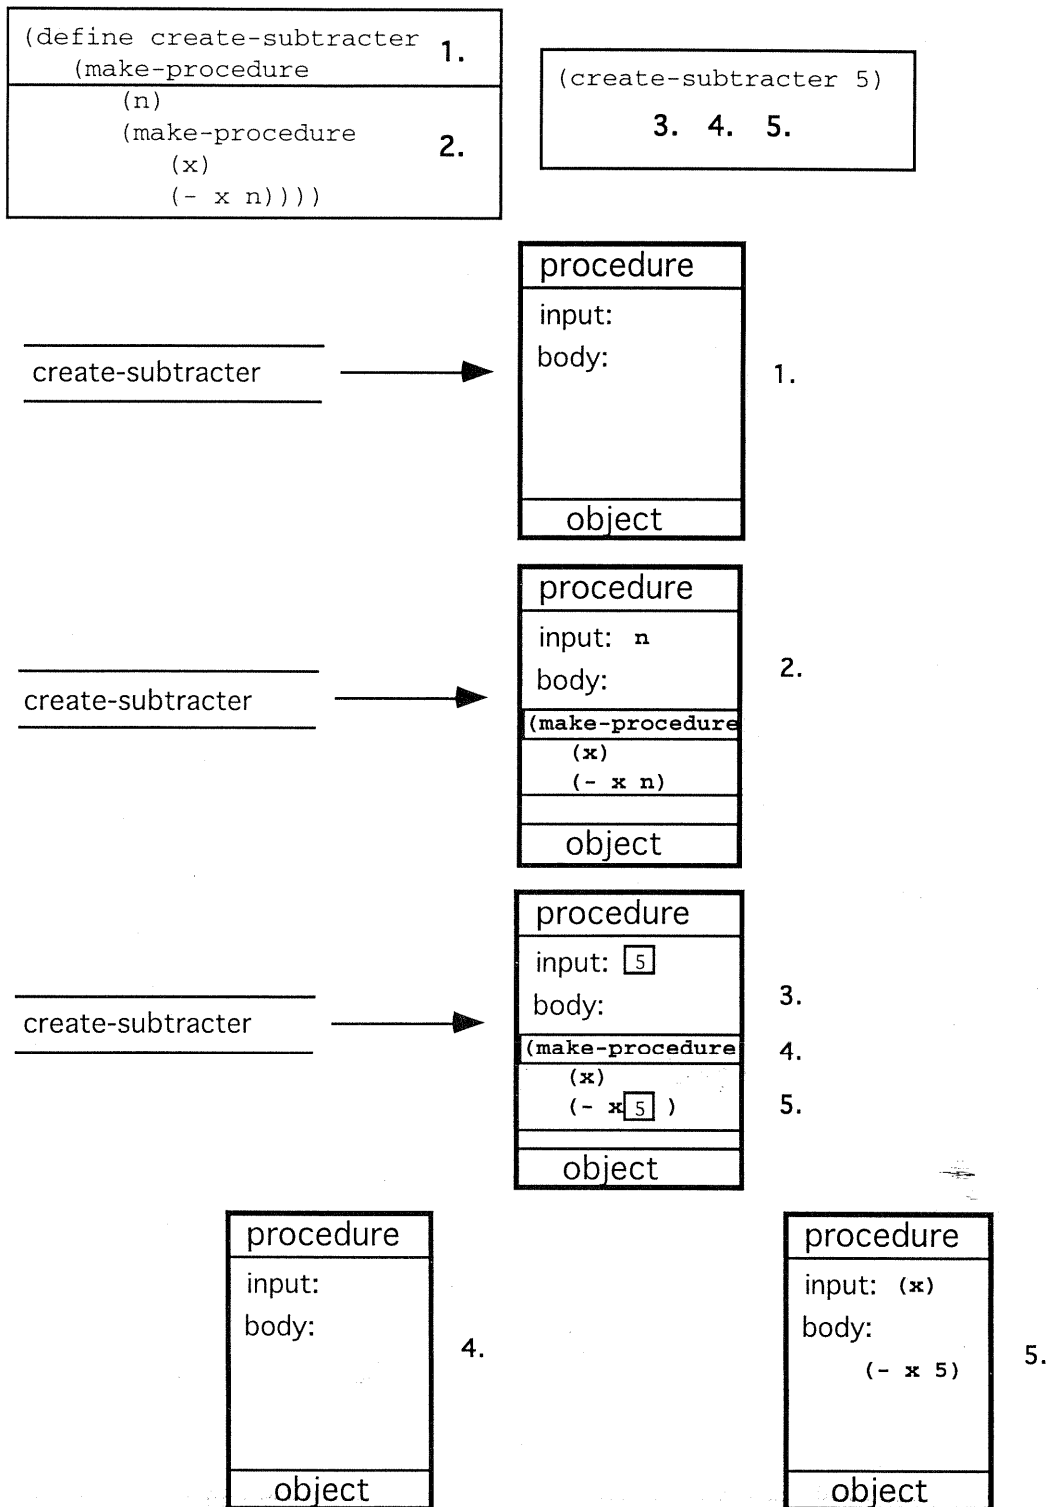 (define create-subtracter 1.
(make-procedure
(n)
(make-procedure 2.
(x)
(- x n))))
(create-subtracter 5)
3. 4. 5.
procedure
input:
body:
create-subtracter
1.
object
procedure
input: n
2.
body:
create-subtracter
(make-procedure
(x)
(- x n)
object
procedure
input: 5
3.
body:
create-subtracter
(make-procedure 4.
(x)
(- x 5 ) 5.
object
procedure
input:
body:
4.
object
procedure
input: (x)
body:
5.
(- x 5)
object